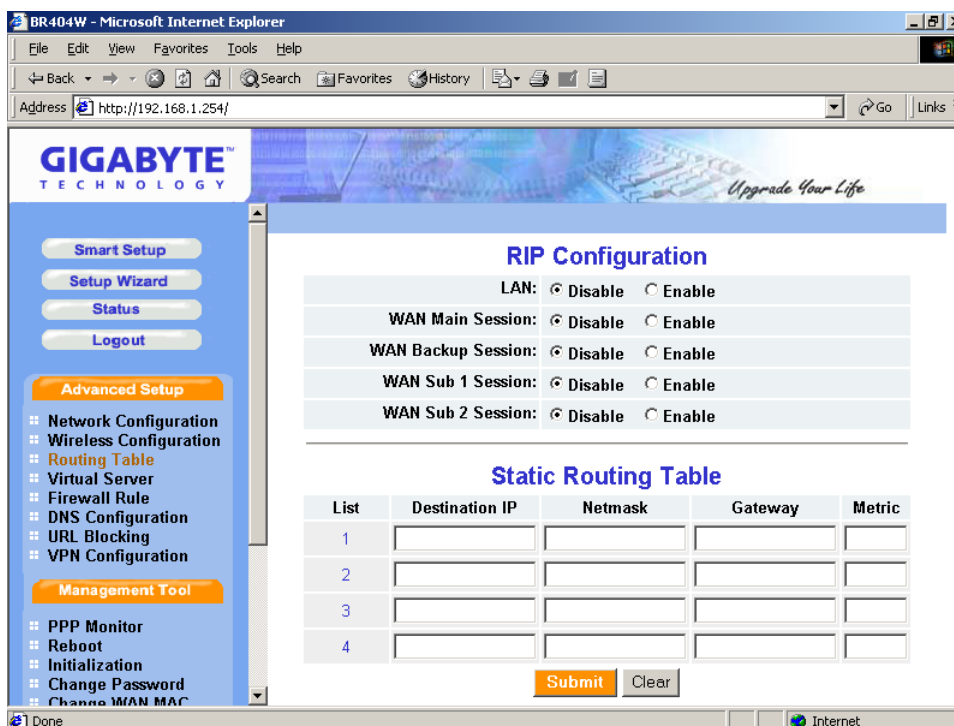 BR404W - Microsoft Internet Explorer
File Edit View Favorites Tools Help
Back Search Favorites History
Address http://192.168.1.254/ Go Links
GIGABYTE™
TECHNOLOGY
Upgrade Your Life
Smart Setup
Setup Wizard
Status
Logout
Advanced Setup
Network Configuration
Wireless Configuration
Routing Table
Virtual Server
Firewall Rule
DNS Configuration
URL Blocking
VPN Configuration
Management Tool
PPP Monitor
Reboot
Initialization
Change Password
Change WAN MAC
RIP Configuration
LAN: Disable Enable
WAN Main Session: Disable Enable
WAN Backup Session: Disable Enable
WAN Sub 1 Session: Disable Enable
WAN Sub 2 Session: Disable Enable
Static Routing Table
List Destination IP Netmask Gateway Metric
1
2
3
4
Submit Clear
Done Internet